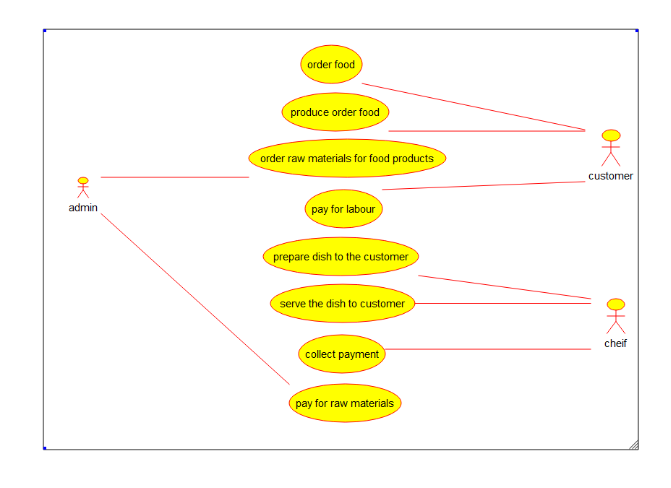 order food
produce order food
order raw materials for food products
customer
admin
pay for labour
prepare dish to the customer
serve the dish to customer
cheif
collect payment
pay for raw materials